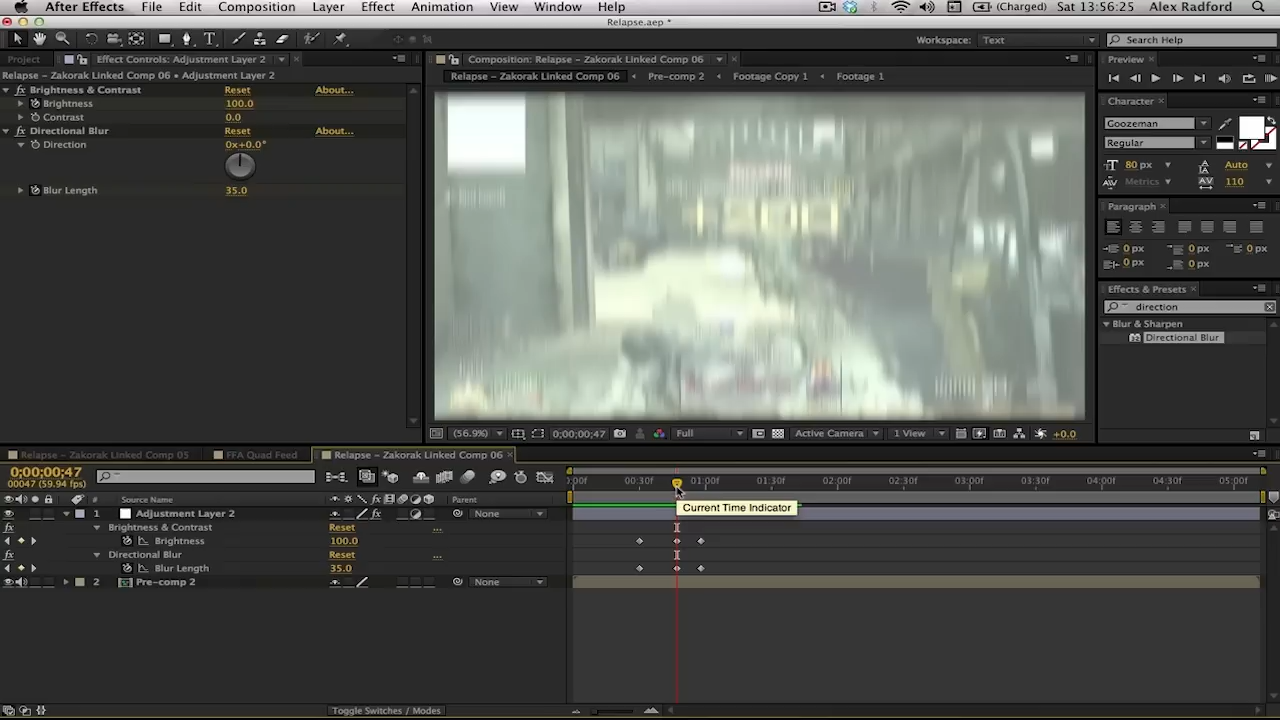 After Effects File Edit Composition Layer Effect Animation View Window Help (Charged) Sat 13:56:25 Alex Radford
Relapse.aep *
Workspace: Text Search Help
Project Effect Controls: Adjustment Layer 2
Relapse – Zakorak Linked Comp 06 • Adjustment Layer 2
Brightness & Contrast Reset About...
Brightness 100.0
Contrast 0.0
Directional Blur Reset About...
Direction 0x+0.0°
Blur Length 35.0
Composition: Relapse – Zakorak Linked Comp 06
Relapse – Zakorak Linked Comp 06 Pre-comp 2 Footage Copy 1 Footage 1
(56.9%) 0;00;00;47 Full Active Camera 1 View +0.0
Preview
Character
Goozeman
Regular
80 px Auto
Metrics 110
Paragraph
0 px 0 px 0 px
0 px 0 px
Effects & Presets
direction
Blur & Sharpen
Directional Blur
Relapse – Zakorak Linked Comp 05 FFA Quad Feed Relapse – Zakorak Linked Comp 06
0;00;00;47
00047 (59.94 fps)
:00f 00:30f 01:00f 01:30f 02:00f 02:30f 03:00f 03:30f 04:00f 04:30f 05:00f
# Source Name Parent
1 Adjustment Layer 2 None
Current Time Indicator
Brightness & Contrast Reset ...
Brightness 100.0
Directional Blur Reset ...
Blur Length 35.0
2 Pre-comp 2 None
Toggle Switches / Modes